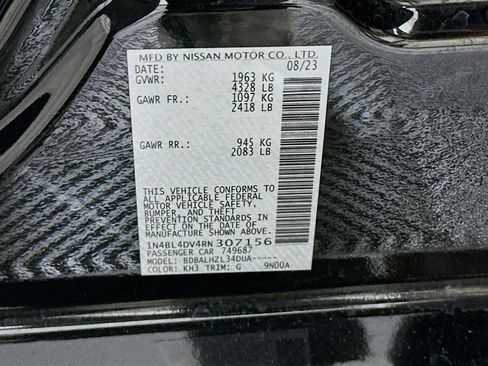 MFD BY NISSAN MOTOR CO., LTD.
DATE: 08/23
GVWR: 1963 KG
4328 LB
GAWR FR.: 1097 KG
2418 LB
GAWR RR.: 945 KG
2083 LB
THIS VEHICLE CONFORMS TO
ALL APPLICABLE FEDERAL
MOTOR VEHICLE SAFETY,
BUMPER, AND THEFT
PREVENTION STANDARDS
IN EFFECT ON THE DATE OF
MANUFACTURE SHOWN ABOVE.
1N4BL4DV4RN307156
PASSENGER CAR 749687
MODEL: BDBALHZL34DUA-----
COLOR: KH3 TRIM: G 9N00A